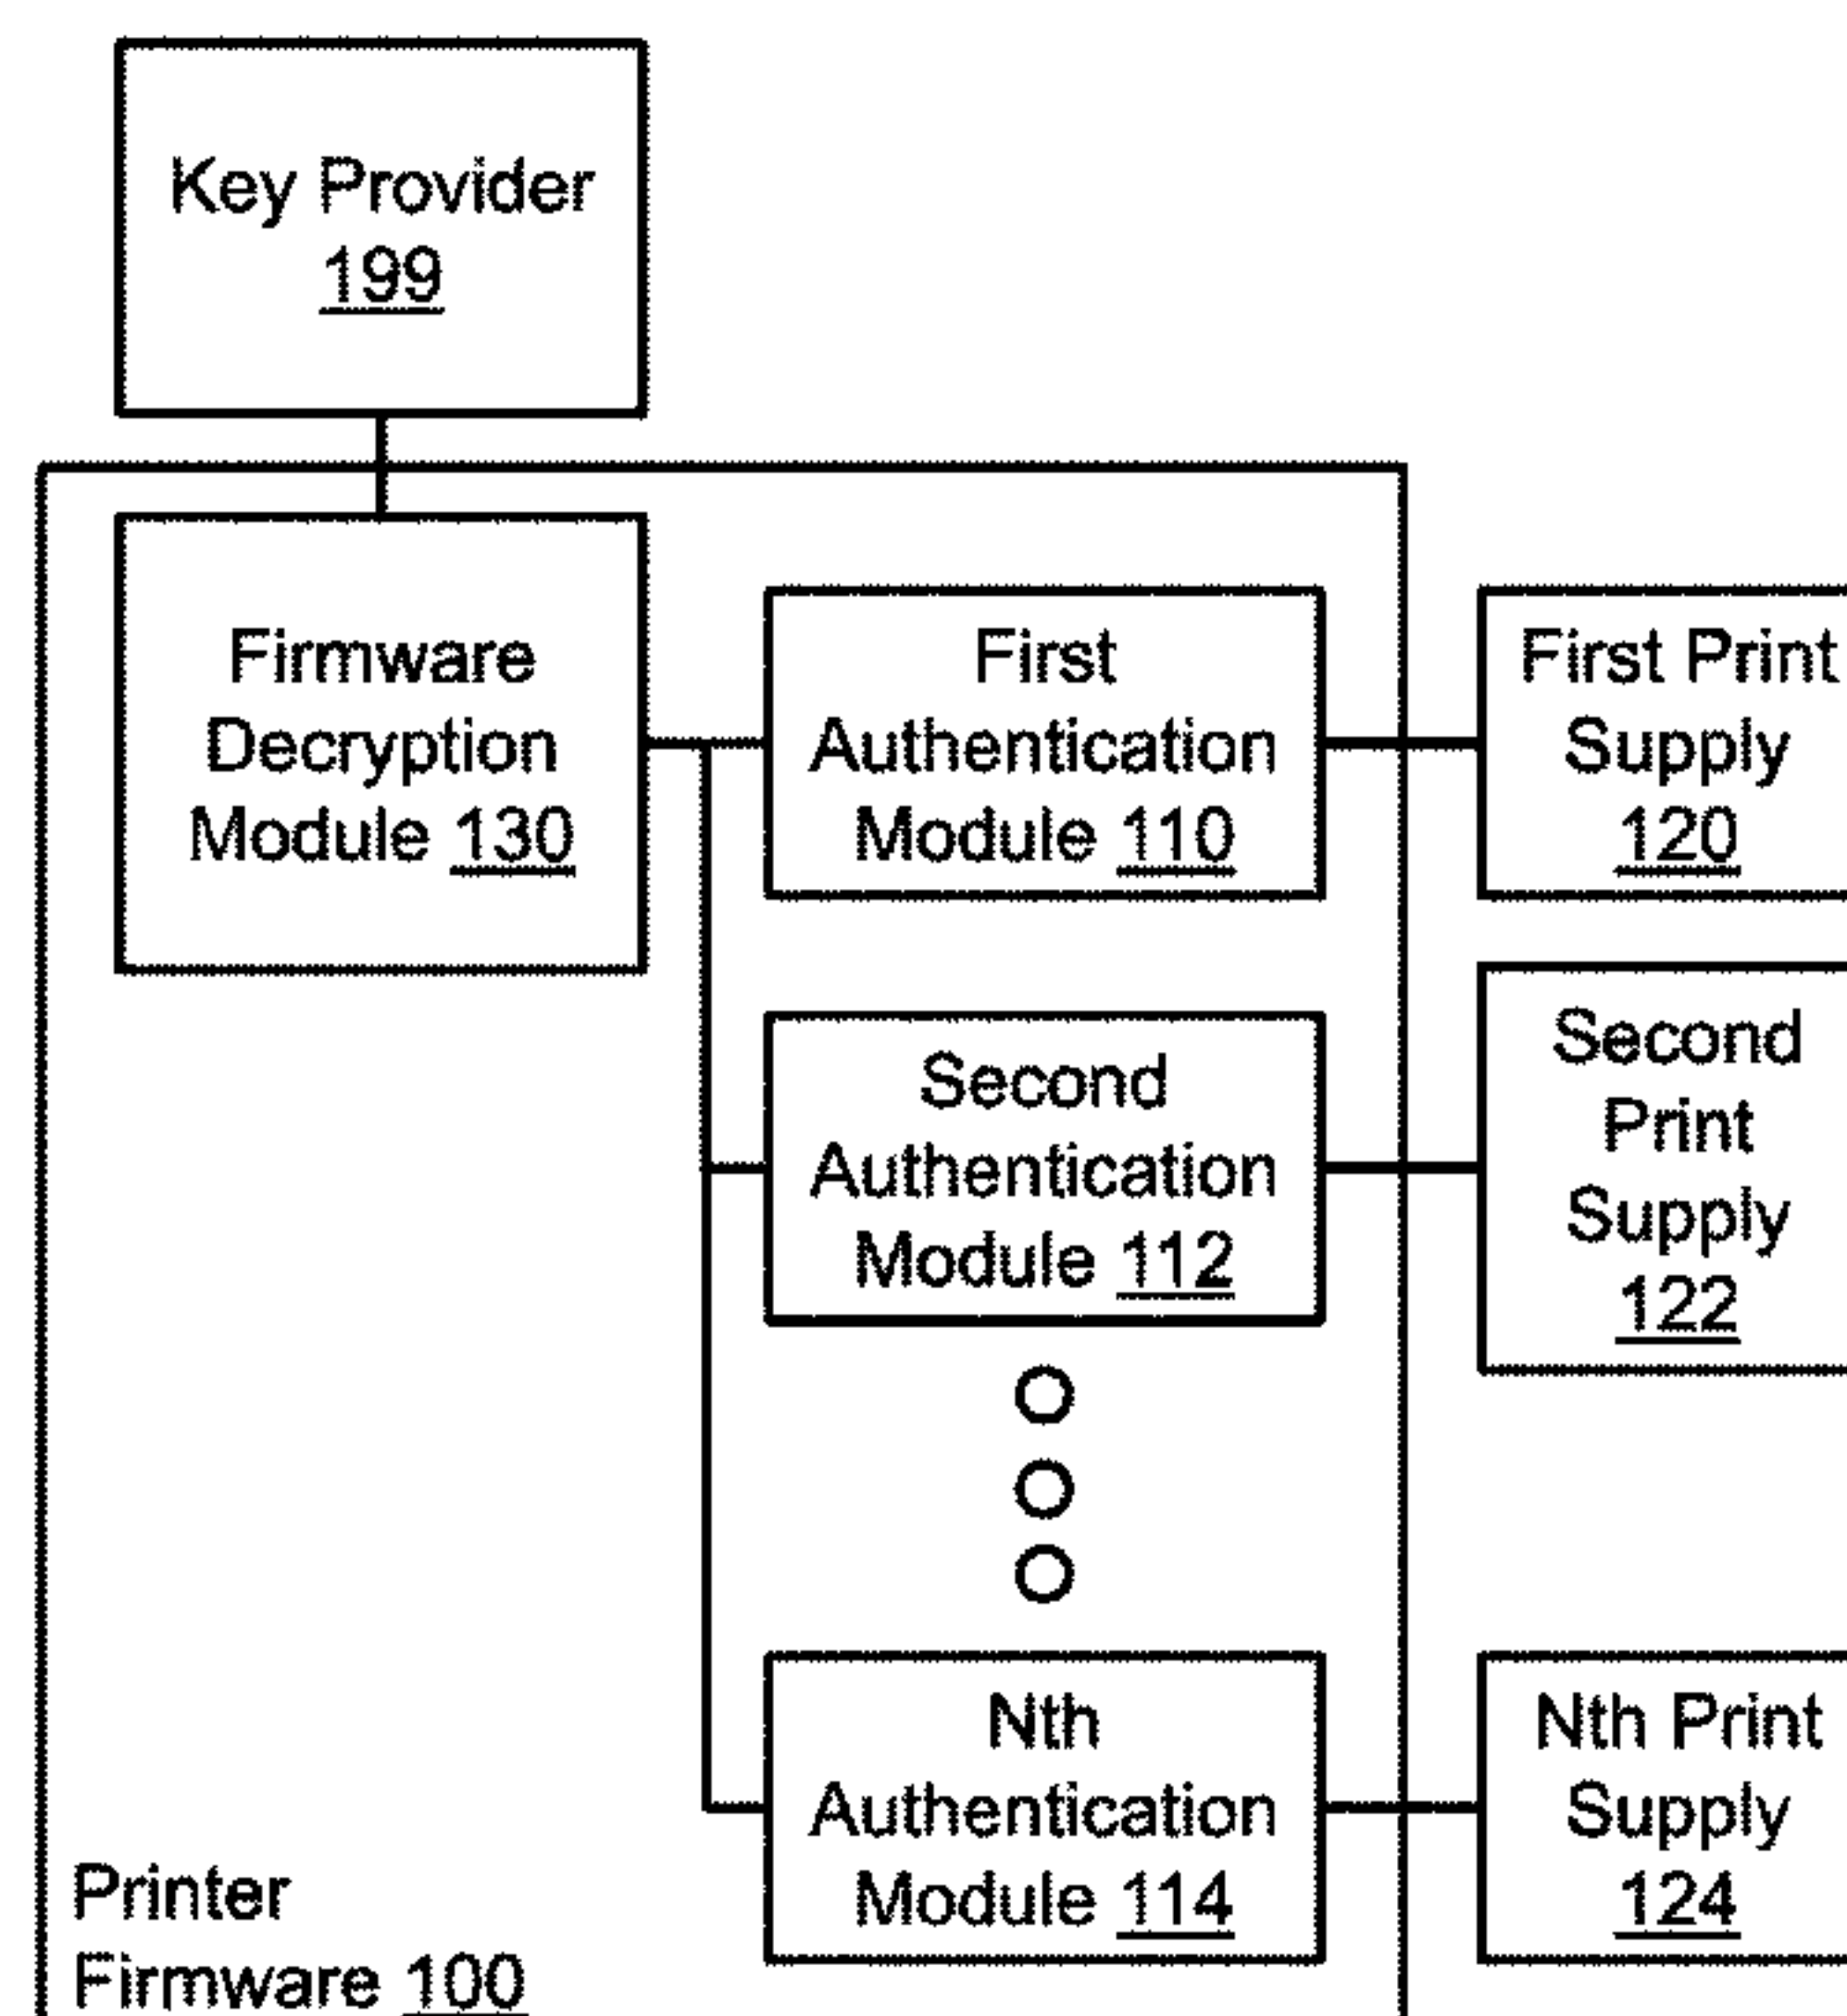 Key Provider
199
Firmware
Decryption
Module 130
First
Authentication
Module 110
First Print
Supply
120
Second
Authentication
Module 112
Second
Print
Supply
122
Nth
Authentication
Module 114
Nth Print
Supply
124
Printer
Firmware 100